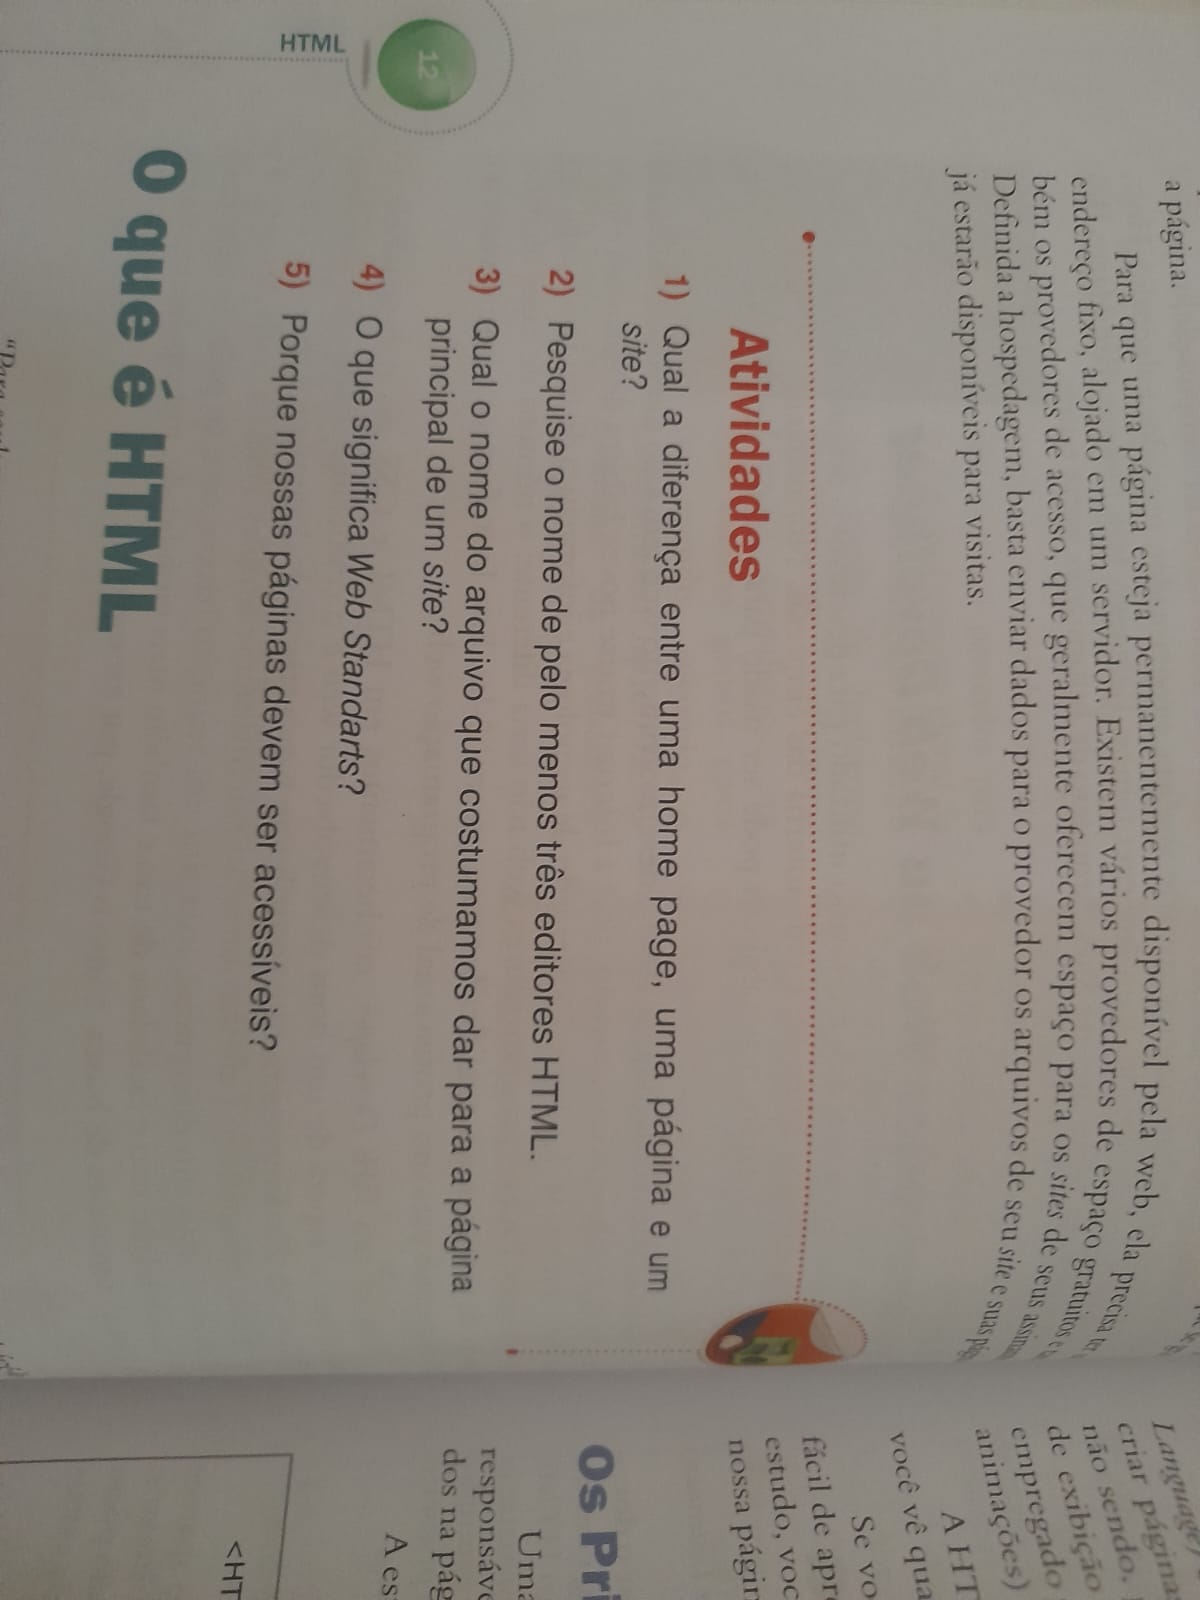 a página.
Para que uma página esteja permanentemente disponível pela web, ela precisa ter
endereço fixo, alojado em um servidor. Existem vários provedores de espaço gratuitos e
bém os provedores de acesso, que geralmente oferecem espaço para os sites de seus
Definida a hospedagem, basta enviar dados para o provedor os arquivos de seu site e suas
já estarão disponíveis para visitas.
Atividades
1) Qual a diferença entre uma home page, uma página e um
site?
2) Pesquise o nome de pelo menos três editores HTML.
3) Qual o nome do arquivo que costumamos dar para a página
principal de um site?
4) O que significa Web Standarts?
5) Porque nossas páginas devem ser acessíveis?
12
HTML
O que é HTML
Language)
criar página
não sendo,
de exibição
empregado
animações)
A HT
você vê qua
Se vo
fácil de apr
estudo, voc
nossa págin
Os Pri
Uma
responsáv
dos na pág
A es
<HT